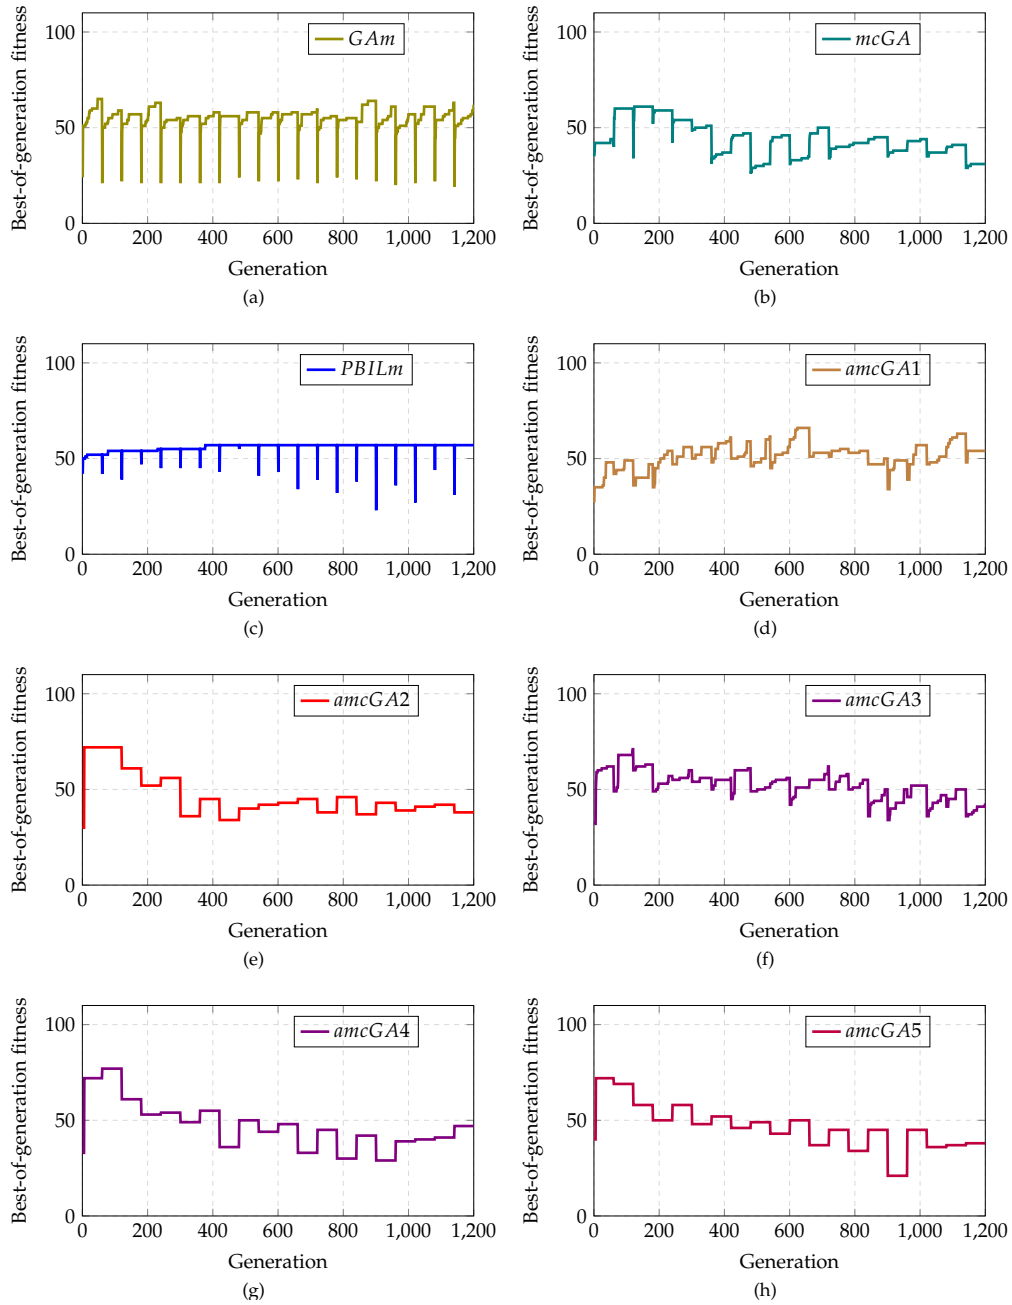 Best-of-generation fitness
100
50
0
GAm
0 200 400 600 800 1,000 1,200
Generation
(a)
Best-of-generation fitness
100
50
0
mcGA
0 200 400 600 800 1,000 1,200
Generation
(b)
Best-of-generation fitness
100
50
0
PBILm
0 200 400 600 800 1,000 1,200
Generation
(c)
Best-of-generation fitness
100
50
0
amcGA1
0 200 400 600 800 1,000 1,200
Generation
(d)
Best-of-generation fitness
100
50
0
amcGA2
0 200 400 600 800 1,000 1,200
Generation
(e)
Best-of-generation fitness
100
50
0
amcGA3
0 200 400 600 800 1,000 1,200
Generation
(f)
Best-of-generation fitness
100
50
0
amcGA4
0 200 400 600 800 1,000 1,200
Generation
(g)
Best-of-generation fitness
100
50
0
amcGA5
0 200 400 600 800 1,000 1,200
Generation
(h)